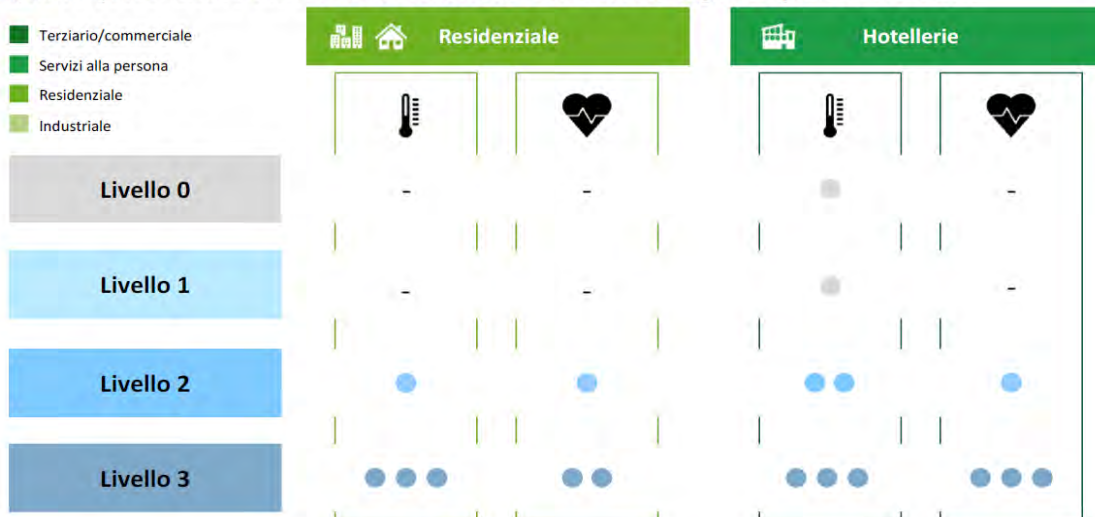 Terziario/commerciale
Servizi alla persona
Residenziale
Industriale
Residenziale
Hotellerie
Livello 0
-
-
-
Livello 1
-
-
-
Livello 2
Livello 3